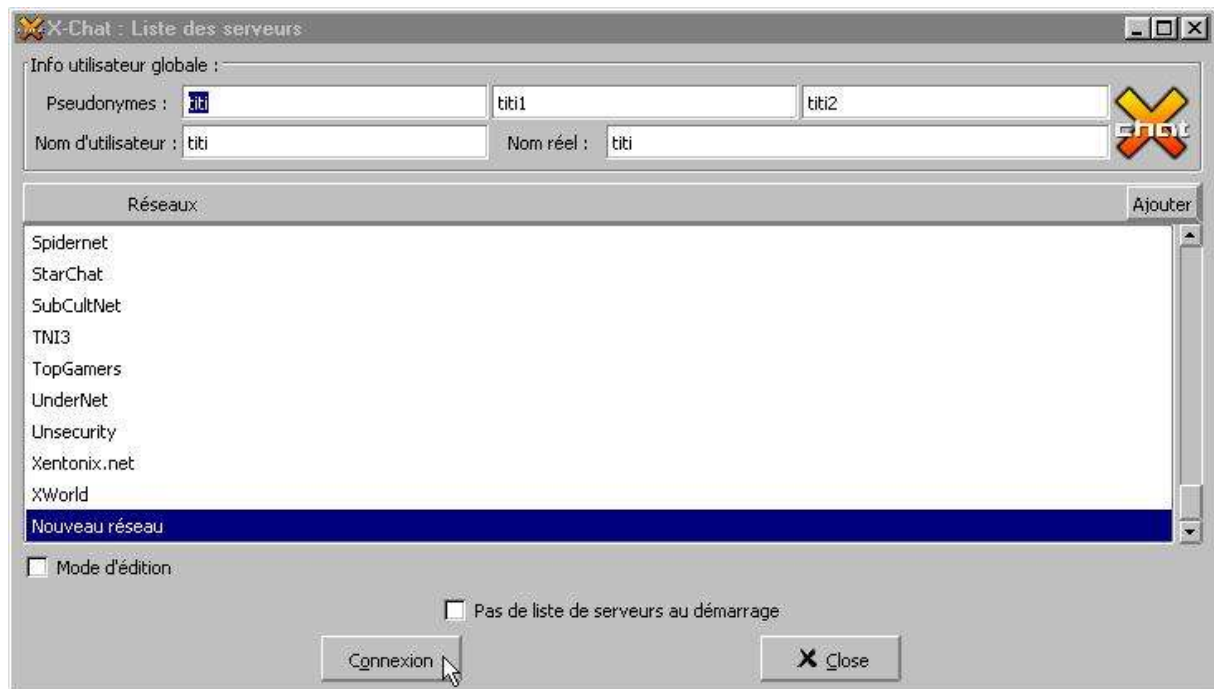 X-Chat : Liste des serveurs
Info utilisateur globale :
Pseudonymes : titi titi1 titi2
Nom d'utilisateur : titi Nom réel : titi
chat
Réseaux Ajouter
Spidernet
StarChat
SubCultNet
TNI3
TopGamers
UnderNet
Unsecurity
Xentonix.net
XWorld
Nouveau réseau
Mode d'édition
Pas de liste de serveurs au démarrage
Connexion Close